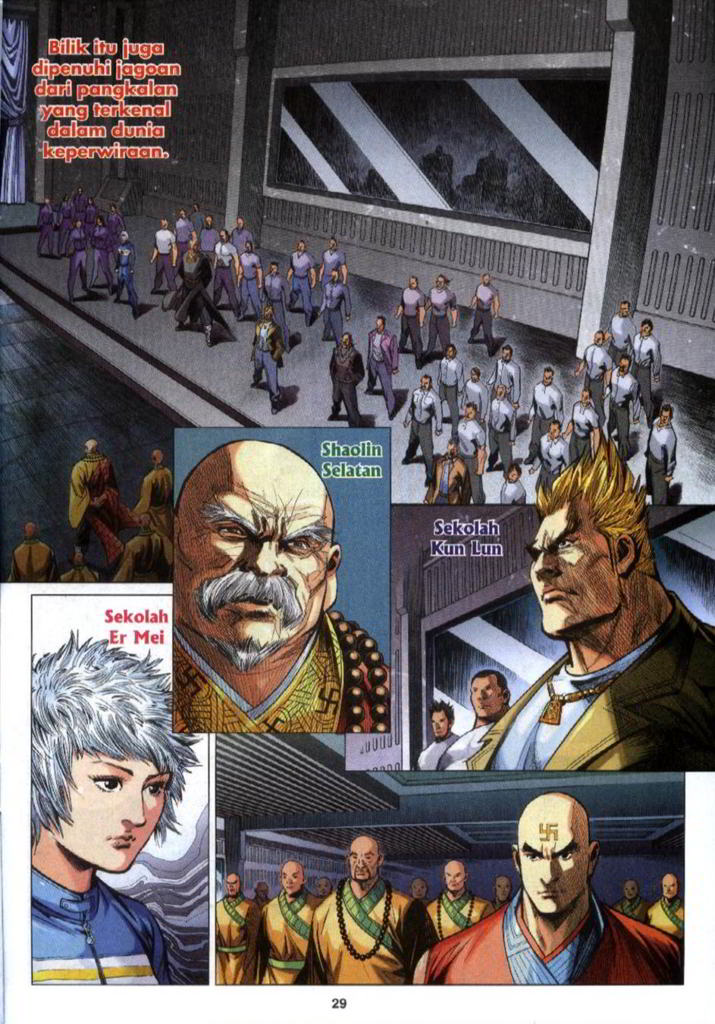 Bilik itu juga
dipenuhi jagoan
dari pangkalan
yang terkenal
dalam dunia
keperwiraan.
Shaolin
Selatan
Sekolah
Kun Lun
Sekolah
Er Mei
29